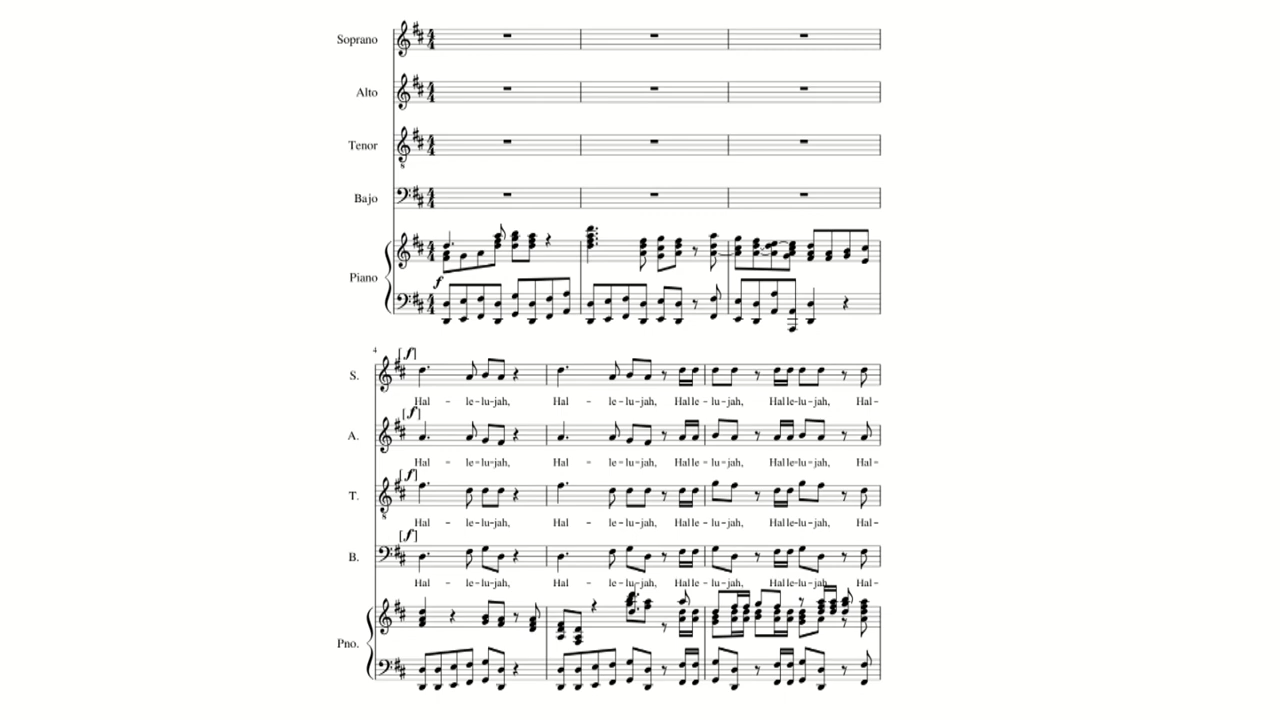 Soprano
Alto
Tenor
Bajo
Piano
f
4
[f]
S.
Hal - le-lu-jah, Hal - le-lu-jah, Halle-lu-jah, Halle-lu-jah, Hal-
[f]
A.
Hal - le-lu-jah, Hal - le-lu-jah, Halle-lu-jah, Halle-lu-jah, Hal-
[f]
T.
Hal - le-lu-jah, Hal - le-lu-jah, Halle-lu-jah, Halle-lu-jah, Hal-
[f]
B.
Hal - le-lu-jah, Hal - le-lu-jah, Halle-lu-jah, Halle-lu-jah, Hal-
Pno.